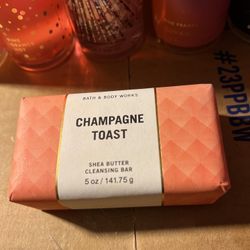 BATH & BODY WORKS
CHAMPAGNE
TOAST
SHEA BUTTER
CLEANSING BAR
5 oz / 141.75 g
#23PPBBW